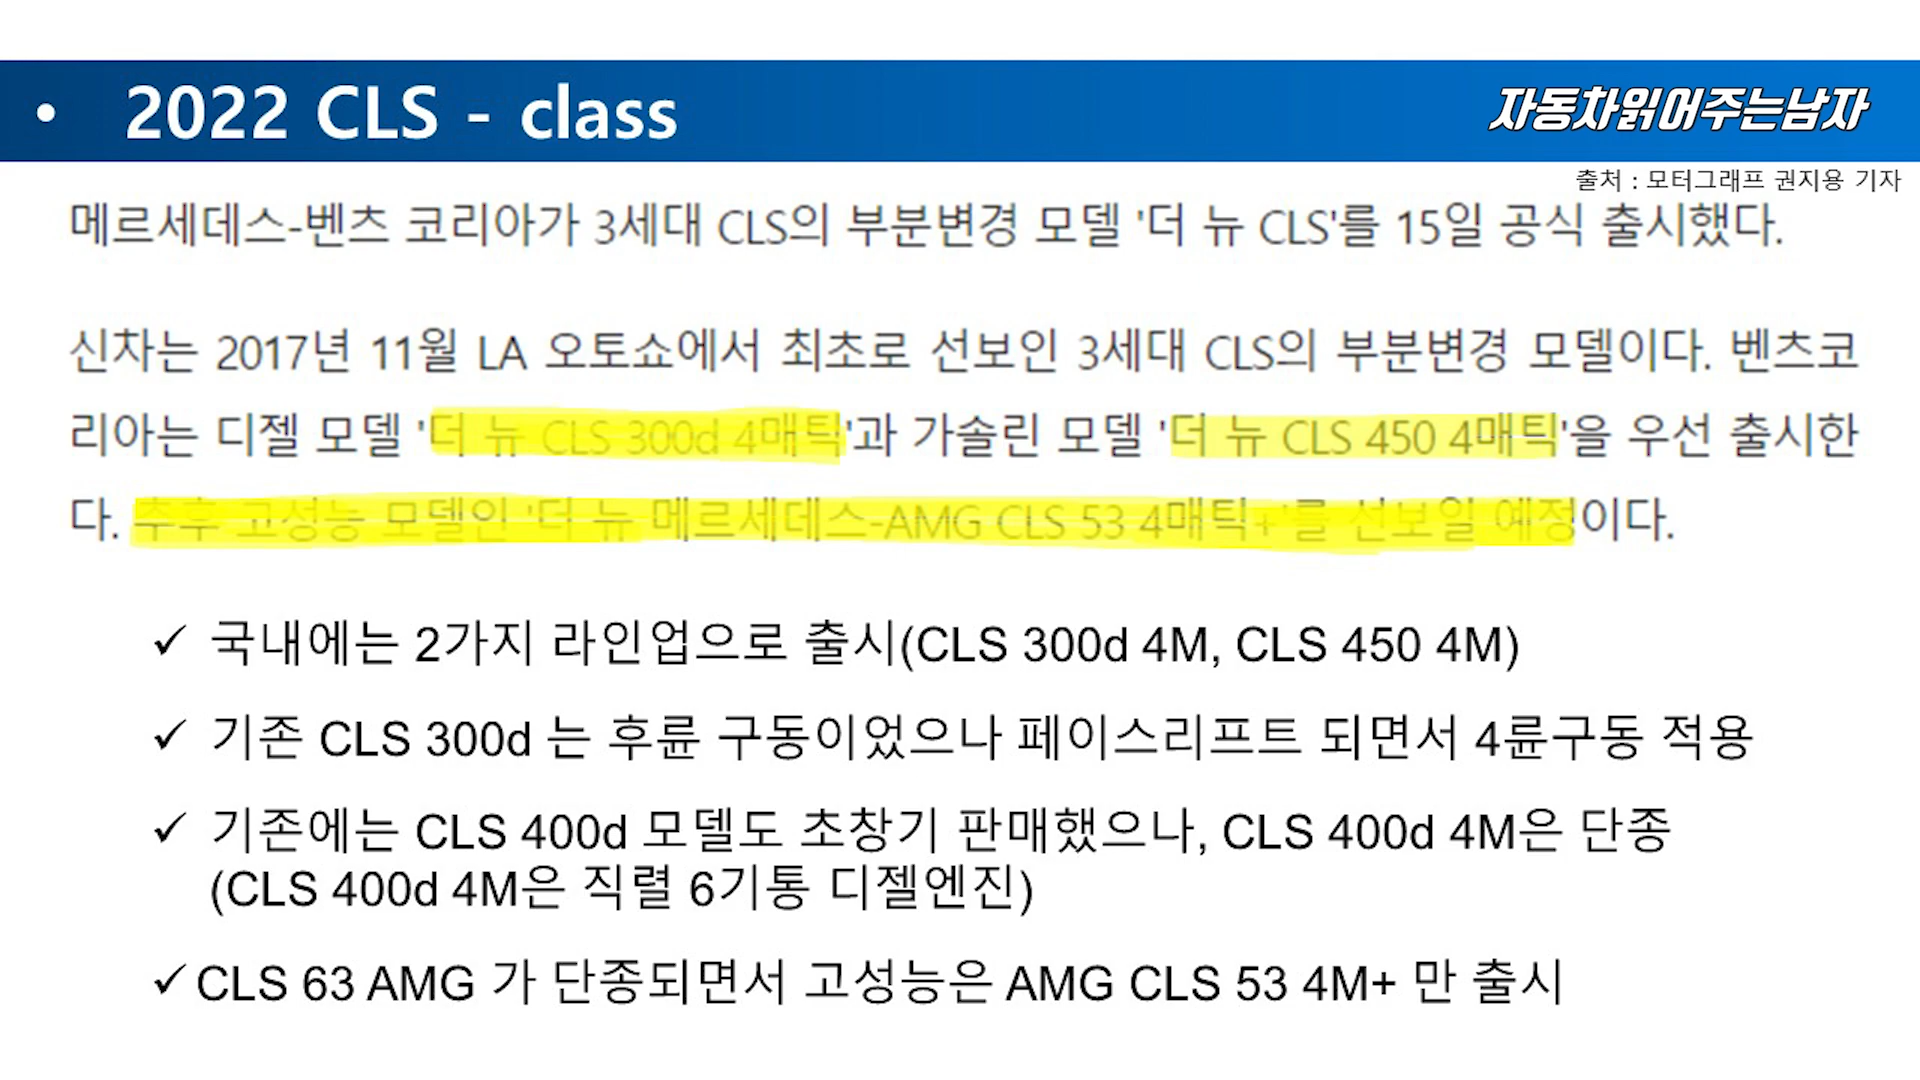 • 2022 CLS - class
자동차읽어주는남자
출처 : 모터그래프 권지용 기자
메르세데스-벤츠 코리아가 3세대 CLS의 부분변경 모델 '더 뉴 CLS'를 15일 공식 출시했다.
신차는 2017년 11월 LA 오토쇼에서 최초로 선보인 3세대 CLS의 부분변경 모델이다. 벤츠코
리아는 디젤 모델 '더 뉴 CLS 300d 4매틱'과 가솔린 모델 '더 뉴 CLS 450 4매틱'을 우선 출시한
다. 추후 고성능 모델인 '더 뉴 메르세데스-AMG CLS 53 4매틱+'를 선보일 예정이다.
✓ 국내에는 2가지 라인업으로 출시(CLS 300d 4M, CLS 450 4M)
✓ 기존 CLS 300d 는 후륜 구동이었으나 페이스리프트 되면서 4륜구동 적용
✓ 기존에는 CLS 400d 모델도 초창기 판매했으나, CLS 400d 4M은 단종
(CLS 400d 4M은 직렬 6기통 디젤엔진)
✓ CLS 63 AMG 가 단종되면서 고성능은 AMG CLS 53 4M+ 만 출시